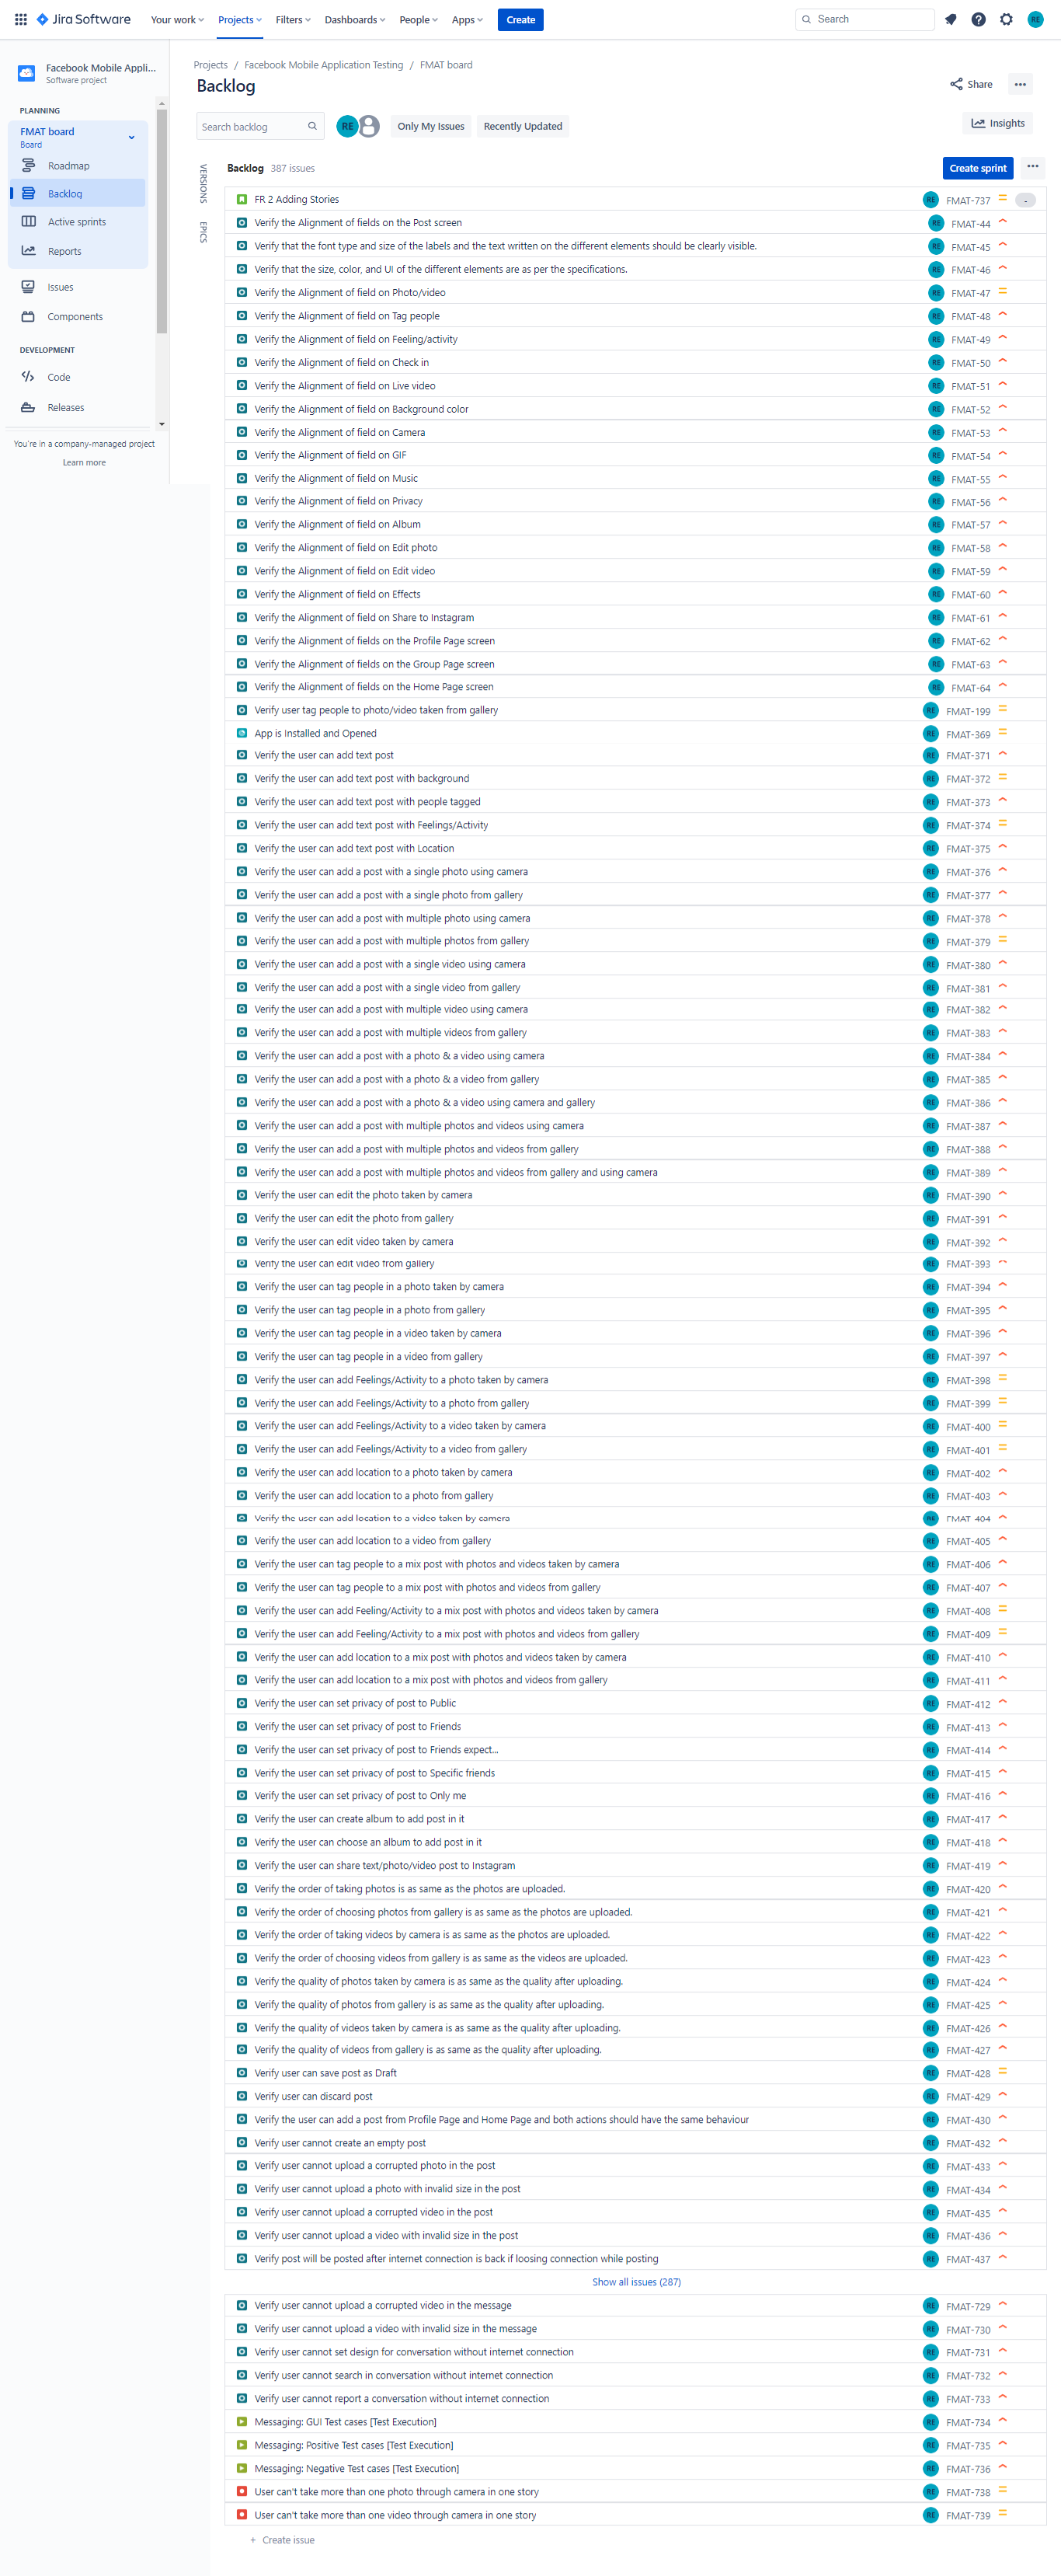 Jira Software Your work Projects Filters Dashboards People Apps Create Search RE
Facebook Mobile Appli...
Software project
PLANNING
FMAT board
Board
Roadmap
Backlog
Active sprints
Reports
Issues
Components
DEVELOPMENT
Code
Releases
You're in a company-managed project
Learn more
Projects / Facebook Mobile Application Testing / FMAT board
Backlog
Share
Search backlog RE Only My Issues Recently Updated Insights
VERSIONS
EPICS
Backlog 387 issues Create sprint
FR 2 Adding Stories RE FMAT-737 -
Verify the Alignment of fields on the Post screen RE FMAT-44
Verify that the font type and size of the labels and the text written on the different elements should be clearly visible. RE FMAT-45
Verify that the size, color, and UI of the different elements are as per the specifications. RE FMAT-46
Verify the Alignment of field on Photo/video RE FMAT-47
Verify the Alignment of field on Tag people RE FMAT-48
Verify the Alignment of field on Feeling/activity RE FMAT-49
Verify the Alignment of field on Check in RE FMAT-50
Verify the Alignment of field on Live video RE FMAT-51
Verify the Alignment of field on Background color RE FMAT-52
Verify the Alignment of field on Camera RE FMAT-53
Verify the Alignment of field on GIF RE FMAT-54
Verify the Alignment of field on Music RE FMAT-55
Verify the Alignment of field on Privacy RE FMAT-56
Verify the Alignment of field on Album RE FMAT-57
Verify the Alignment of field on Edit photo RE FMAT-58
Verify the Alignment of field on Edit video RE FMAT-59
Verify the Alignment of field on Effects RE FMAT-60
Verify the Alignment of field on Share to Instagram RE FMAT-61
Verify the Alignment of fields on the Profile Page screen RE FMAT-62
Verify the Alignment of fields on the Group Page screen RE FMAT-63
Verify the Alignment of fields on the Home Page screen RE FMAT-64
Verify user tag people to photo/video taken from gallery RE FMAT-199
App is Installed and Opened RE FMAT-369
Verify the user can add text post RE FMAT-371
Verify the user can add text post with background RE FMAT-372
Verify the user can add text post with people tagged RE FMAT-373
Verify the user can add text post with Feelings/Activity RE FMAT-374
Verify the user can add text post with Location RE FMAT-375
Verify the user can add a post with a single photo using camera RE FMAT-376
Verify the user can add a post with a single photo from gallery RE FMAT-377
Verify the user can add a post with multiple photo using camera RE FMAT-378
Verify the user can add a post with multiple photos from gallery RE FMAT-379
Verify the user can add a post with a single video using camera RE FMAT-380
Verify the user can add a post with a single video from gallery RE FMAT-381
Verify the user can add a post with multiple video using camera RE FMAT-382
Verify the user can add a post with multiple videos from gallery RE FMAT-383
Verify the user can add a post with a photo & a video using camera RE FMAT-384
Verify the user can add a post with a photo & a video from gallery RE FMAT-385
Verify the user can add a post with a photo & a video using camera and gallery RE FMAT-386
Verify the user can add a post with multiple photos and videos using camera RE FMAT-387
Verify the user can add a post with multiple photos and videos from gallery RE FMAT-388
Verify the user can add a post with multiple photos and videos from gallery and using camera RE FMAT-389
Verify the user can edit the photo taken by camera RE FMAT-390
Verify the user can edit the photo from gallery RE FMAT-391
Verify the user can edit video taken by camera RE FMAT-392
Verify the user can edit video from gallery RE FMAT-393
Verify the user can tag people in a photo taken by camera RE FMAT-394
Verify the user can tag people in a photo from gallery RE FMAT-395
Verify the user can tag people in a video taken by camera RE FMAT-396
Verify the user can tag people in a video from gallery RE FMAT-397
Verify the user can add Feelings/Activity to a photo taken by camera RE FMAT-398
Verify the user can add Feelings/Activity to a photo from gallery RE FMAT-399
Verify the user can add Feelings/Activity to a video taken by camera RE FMAT-400
Verify the user can add Feelings/Activity to a video from gallery RE FMAT-401
Verify the user can add location to a photo taken by camera RE FMAT-402
Verify the user can add location to a photo from gallery RE FMAT-403
Verify the user can add location to a video taken by camera RE FMAT-404
Verify the user can add location to a video from gallery RE FMAT-405
Verify the user can tag people to a mix post with photos and videos taken by camera RE FMAT-406
Verify the user can tag people to a mix post with photos and videos from gallery RE FMAT-407
Verify the user can add Feeling/Activity to a mix post with photos and videos taken by camera RE FMAT-408
Verify the user can add Feeling/Activity to a mix post with photos and videos from gallery RE FMAT-409
Verify the user can add location to a mix post with photos and videos taken by camera RE FMAT-410
Verify the user can add location to a mix post with photos and videos from gallery RE FMAT-411
Verify the user can set privacy of post to Public RE FMAT-412
Verify the user can set privacy of post to Friends RE FMAT-413
Verify the user can set privacy of post to Friends expect... RE FMAT-414
Verify the user can set privacy of post to Specific friends RE FMAT-415
Verify the user can set privacy of post to Only me RE FMAT-416
Verify the user can create album to add post in it RE FMAT-417
Verify the user can choose an album to add post in it RE FMAT-418
Verify the user can share text/photo/video post to Instagram RE FMAT-419
Verify the order of taking photos is as same as the photos are uploaded. RE FMAT-420
Verify the order of choosing photos from gallery is as same as the photos are uploaded. RE FMAT-421
Verify the order of taking videos by camera is as same as the photos are uploaded. RE FMAT-422
Verify the order of choosing videos from gallery is as same as the videos are uploaded. RE FMAT-423
Verify the quality of photos taken by camera is as same as the quality after uploading. RE FMAT-424
Verify the quality of photos from gallery is as same as the quality after uploading. RE FMAT-425
Verify the quality of videos taken by camera is as same as the quality after uploading. RE FMAT-426
Verify the quality of videos from gallery is as same as the quality after uploading. RE FMAT-427
Verify user can save post as Draft RE FMAT-428
Verify user can discard post RE FMAT-429
Verify the user can add a post from Profile Page and Home Page and both actions should have the same behaviour RE FMAT-430
Verify user cannot create an empty post RE FMAT-432
Verify user cannot upload a corrupted photo in the post RE FMAT-433
Verify user cannot upload a photo with invalid size in the post RE FMAT-434
Verify user cannot upload a corrupted video in the post RE FMAT-435
Verify user cannot upload a video with invalid size in the post RE FMAT-436
Verify post will be posted after internet connection is back if loosing connection while posting RE FMAT-437
Show all issues (287)
Verify user cannot upload a corrupted video in the message RE FMAT-729
Verify user cannot upload a video with invalid size in the message RE FMAT-730
Verify user cannot set design for conversation without internet connection RE FMAT-731
Verify user cannot search in conversation without internet connection RE FMAT-732
Verify user cannot report a conversation without internet connection RE FMAT-733
Messaging: GUI Test cases [Test Execution] RE FMAT-734
Messaging: Positive Test cases [Test Execution] RE FMAT-735
Messaging: Negative Test cases [Test Execution] RE FMAT-736
User can't take more than one photo through camera in one story RE FMAT-738
User can't take more than one video through camera in one story RE FMAT-739
+ Create issue